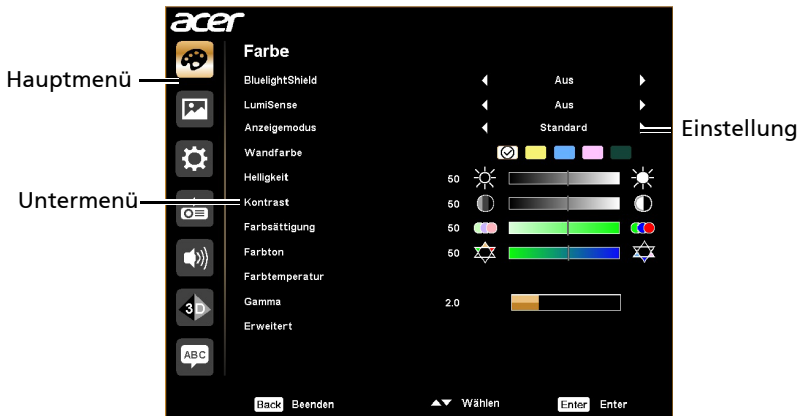 acer
Farbe
Hauptmenü
BluelightShield Aus
LumiSense Aus
Anzeigemodus Standard
Einstellung
Wandfarbe
Helligkeit 50
Untermenü
Kontrast 50
Farbsättigung 50
Farbton 50
Farbtemperatur
3D
Gamma 2.0
Erweitert
ABC
Back Beenden Wählen Enter Enter